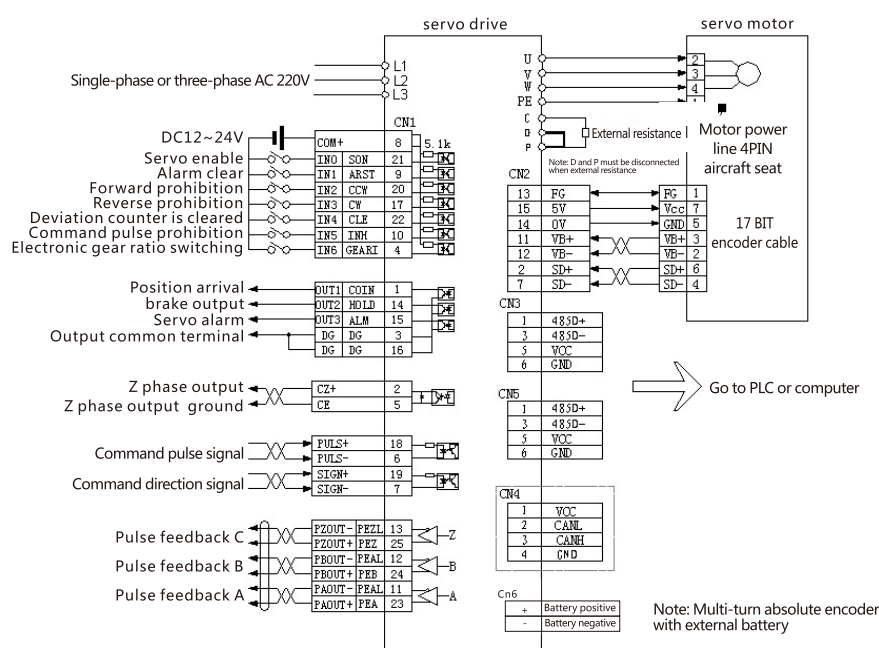 servo drive
servo motor
Single-phase or three-phase AC 220V
L1
L2
L3
U
V
W
PE
C
D
P
2
3
4
External resistance
Note: D and P must be disconnected
when external resistance
Motor power
line 4PIN
aircraft seat
CN1
DC12~24V
COM+ 8
5.1k
Servo enable IN0 SON 21
Alarm clear IN1 ARST 9
Forward prohibition IN2 CCW 20
Reverse prohibition IN3 CW 17
Deviation counter is cleared IN4 CLE 22
Command pulse prohibition IN5 INH 10
Electronic gear ratio switching IN6 GEAR1 4
Position arrival OUT1 COIN 1
brake output OUT2 HOLD 14
Servo alarm OUT3 ALM 15
Output common terminal DG DG 3
DG DG 16
Z phase output CZ+ 2
Z phase output ground CE 5
Command pulse signal
PULS+ 18
PULS- 6
Command direction signal
SIGN+ 19
SIGN- 7
Pulse feedback C
PZOUT- PEZL 13
PZOUT+ PEZ 25
Z
Pulse feedback B
PBOUT- PEAL 12
PBOUT+ PEB 24
B
Pulse feedback A
PAOUT- PEAL 11
PAOUT+ PEA 23
A
CN2
13 FG FG 1
15 5V Vcc 7
14 0V GND 5
11 VB+ VB+ 3
12 VB- VB- 2
2 SD+ SD+ 6
7 SD- SD- 4
17 BIT
encoder cable
CN3
1 485D+
3 485D-
5 VCC
6 GND
Go to PLC or computer
CN5
1 485D+
3 485D-
5 VCC
6 GND
CN4
1 VCC
2 CANL
3 CANH
4 GND
Cn6
+ Battery positive
- Battery negative
Note: Multi-turn absolute encoder
with external battery